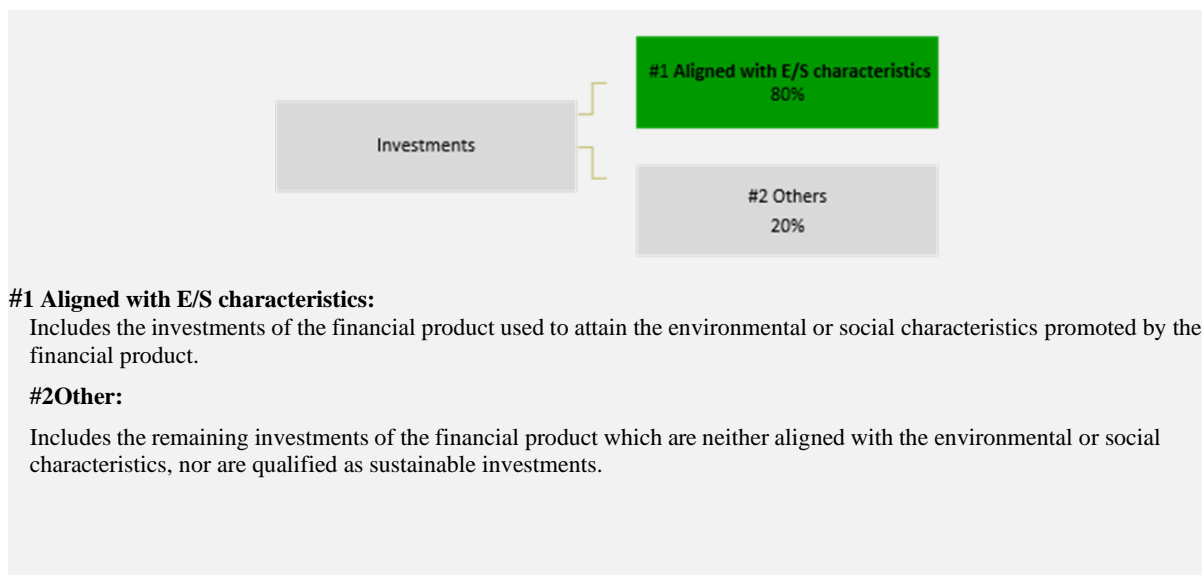 #1 Aligned with E/S characteristics
80%
Investments
#2 Others
20%
#1 Aligned with E/S characteristics:
Includes the investments of the financial product used to attain the environmental or social characteristics promoted by the
financial product.
#2Other:
Includes the remaining investments of the financial product which are neither aligned with the environmental or social
characteristics, nor are qualified as sustainable investments.